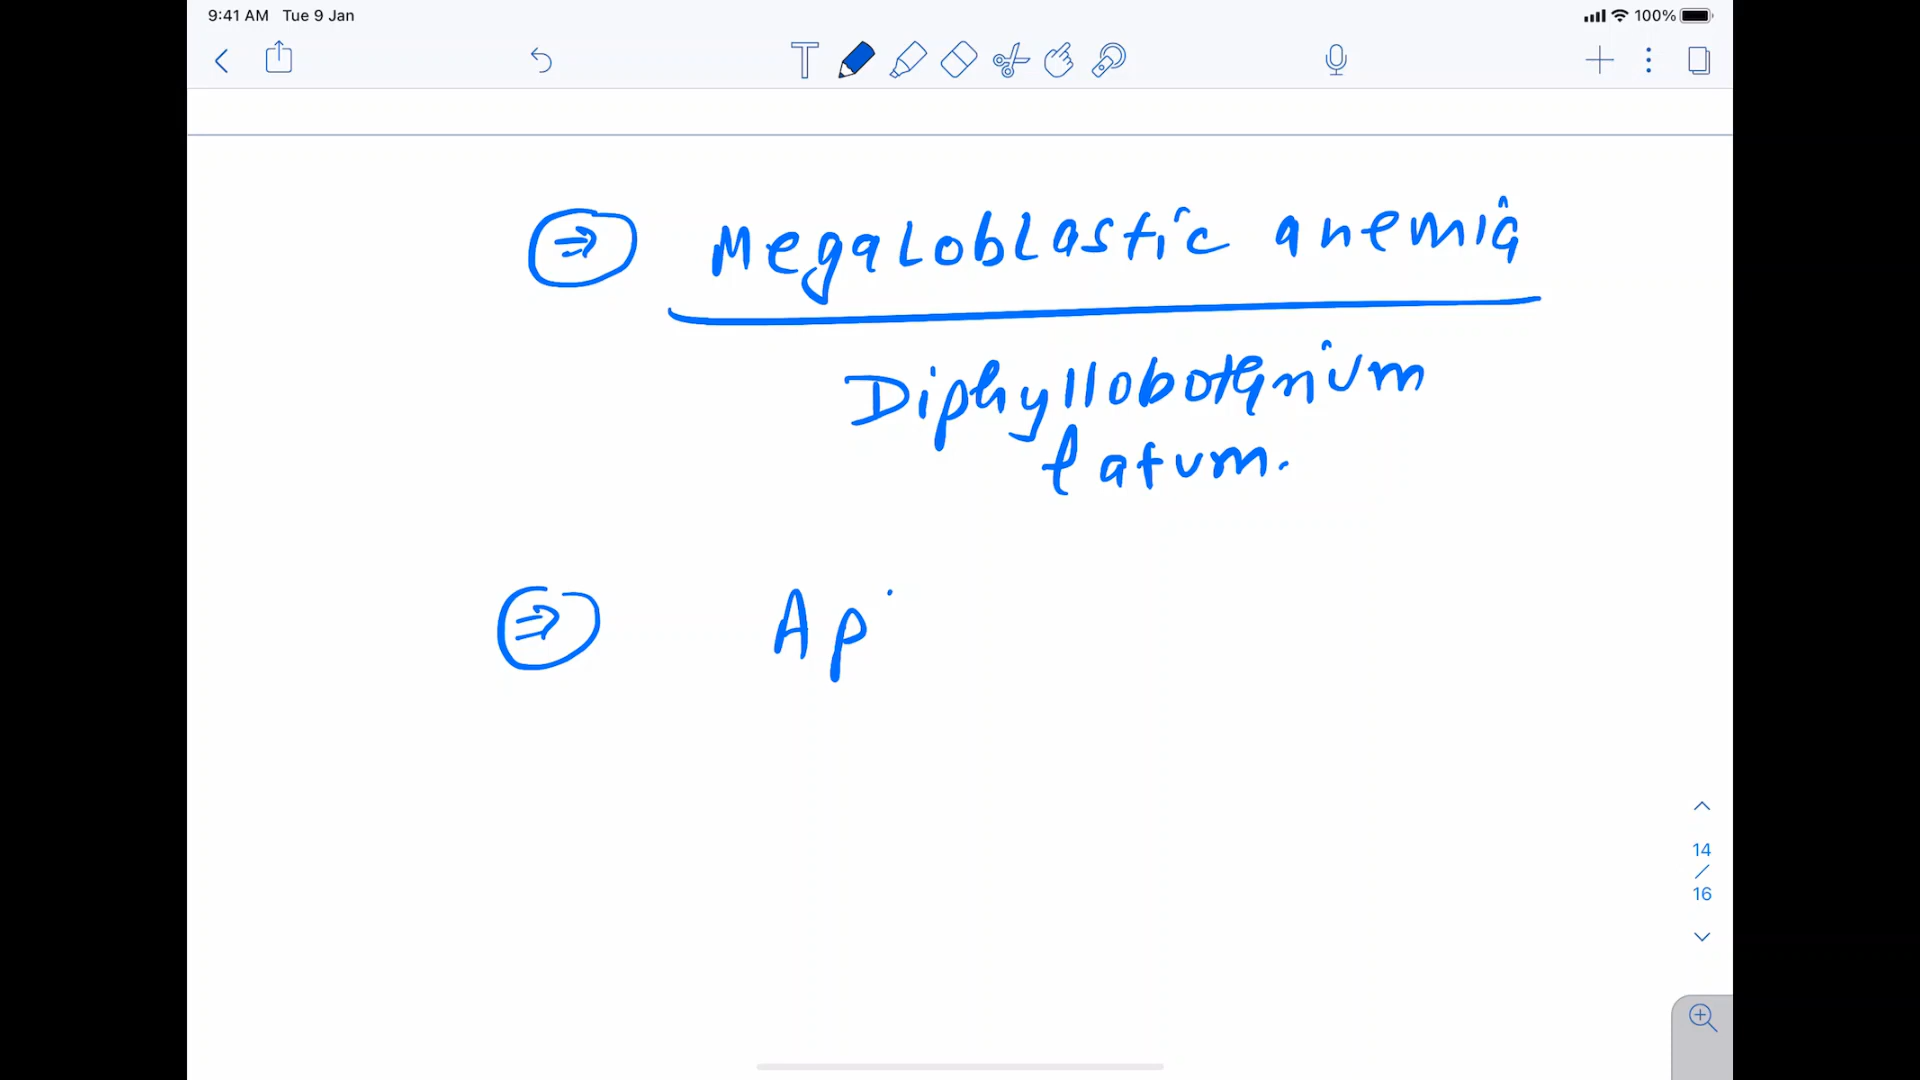 9:41 AM Tue 9 Jan
100%
T
⇒ Megaloblastic anemia
Diphyllobothrium
latum.
⇒ Ap
14
/
16